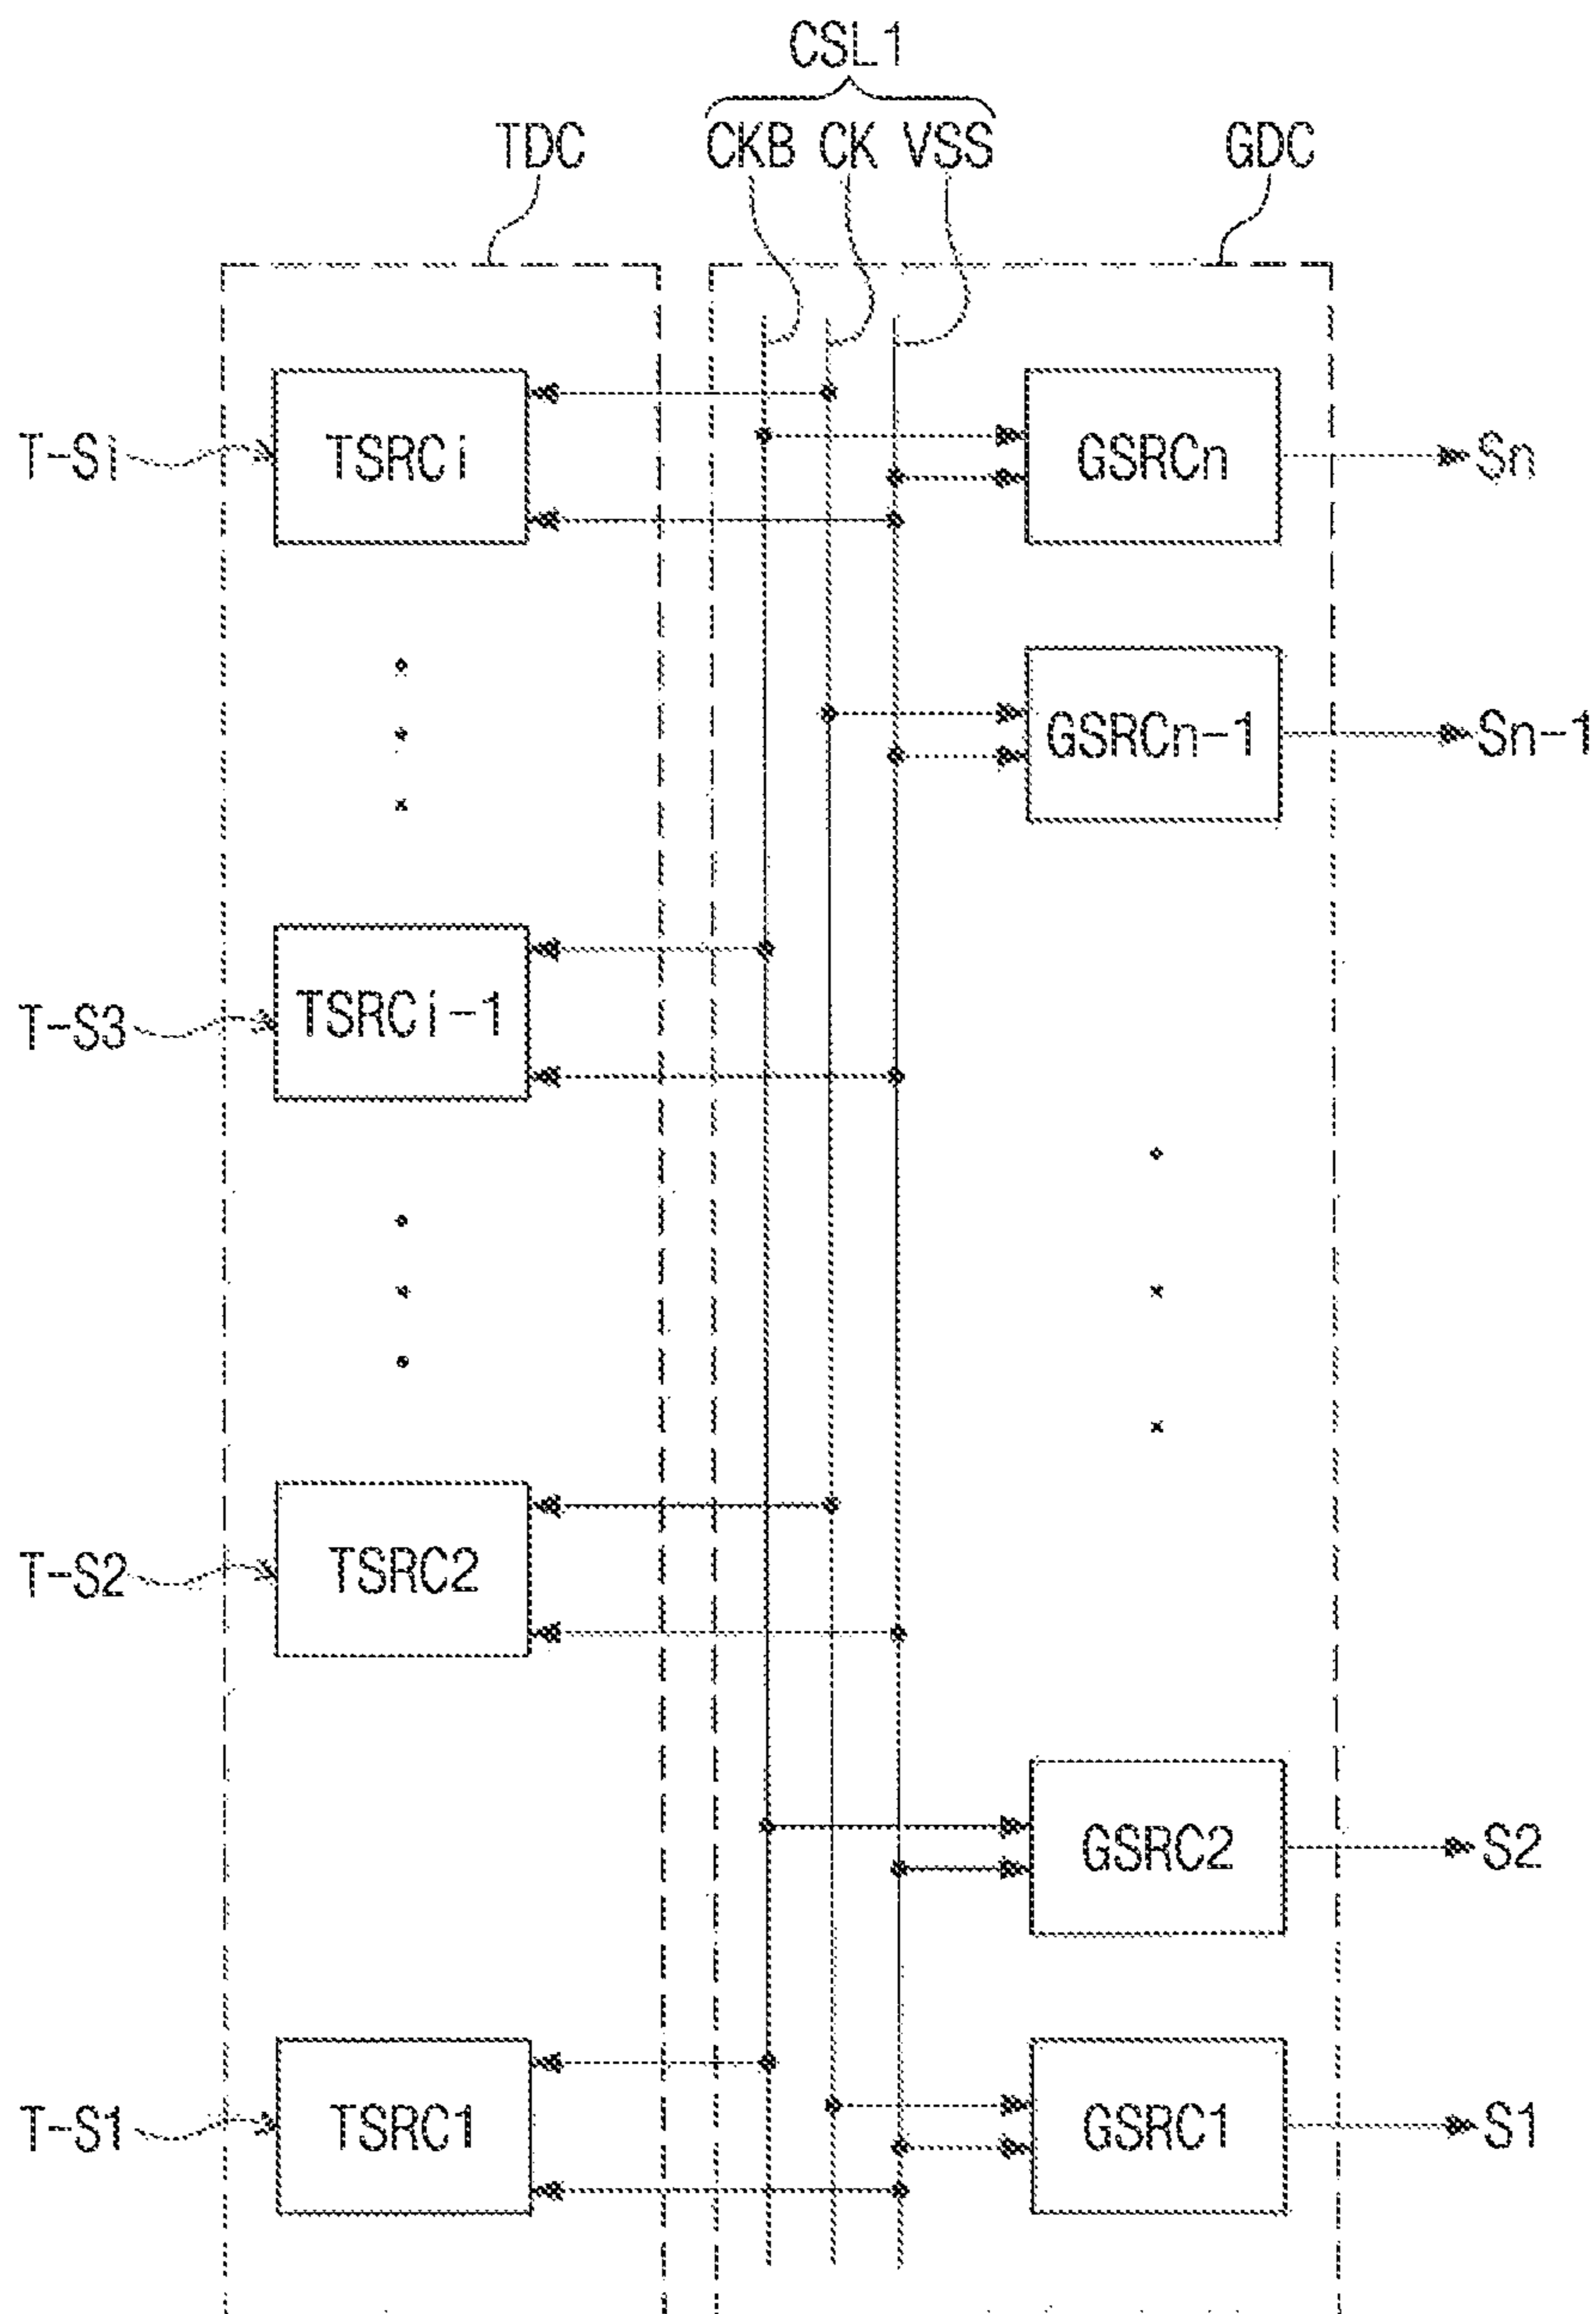 CSL1
TDC CKB CK VSS GDC
T-Si TSRCi GSRCn Sn
GSRCn-1 Sn-1
T-S3 TSRCi-1
T-S2 TSRC2
GSRC2 S2
T-S1 TSRC1 GSRC1 S1